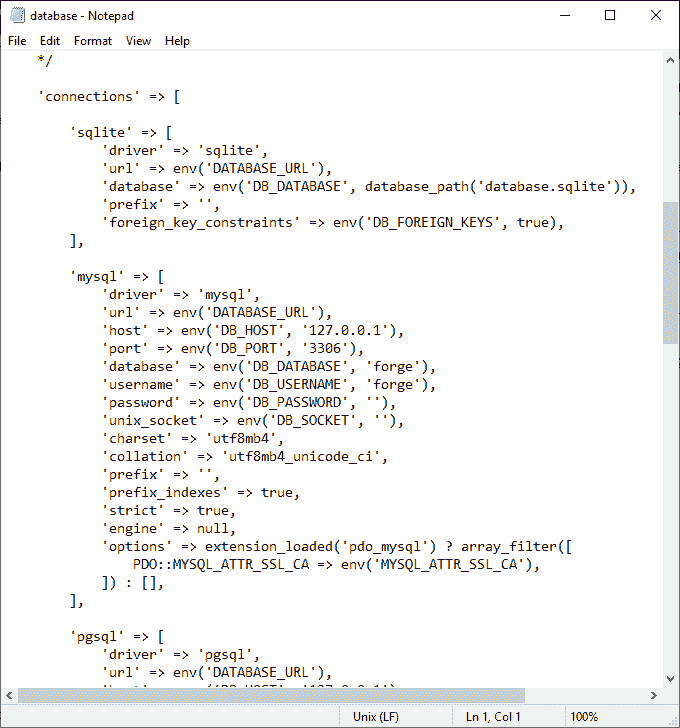 database - Notepad
File Edit Format View Help
*/
'connections' => [
'sqlite' => [
'driver' => 'sqlite',
'url' => env('DATABASE_URL'),
'database' => env('DB_DATABASE', database_path('database.sqlite')),
'prefix' => '',
'foreign_key_constraints' => env('DB_FOREIGN_KEYS', true),
],
'mysql' => [
'driver' => 'mysql',
'url' => env('DATABASE_URL'),
'host' => env('DB_HOST', '127.0.0.1'),
'port' => env('DB_PORT', '3306'),
'database' => env('DB_DATABASE', 'forge'),
'username' => env('DB_USERNAME', 'forge'),
'password' => env('DB_PASSWORD', ''),
'unix_socket' => env('DB_SOCKET', ''),
'charset' => 'utf8mb4',
'collation' => 'utf8mb4_unicode_ci',
'prefix' => '',
'prefix_indexes' => true,
'strict' => true,
'engine' => null,
'options' => extension_loaded('pdo_mysql') ? array_filter([
PDO::MYSQL_ATTR_SSL_CA => env('MYSQL_ATTR_SSL_CA'),
]) : [],
],
'pgsql' => [
'driver' => 'pgsql',
'url' => env('DATABASE_URL'),
Unix (LF) Ln 1, Col 1 100%